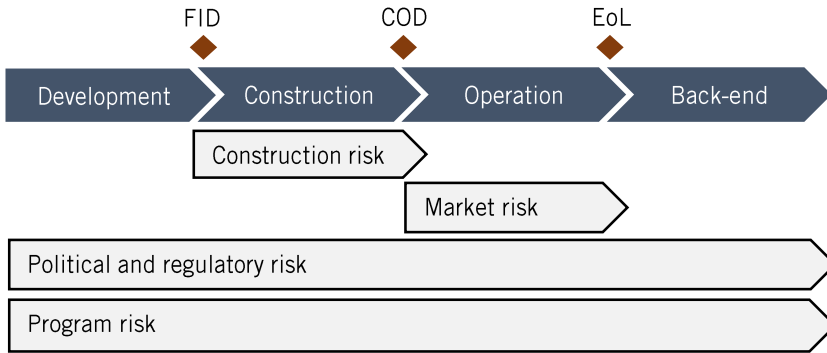 FID COD EoL
Development Construction Operation Back-end
Construction risk
Market risk
Political and regulatory risk
Program risk